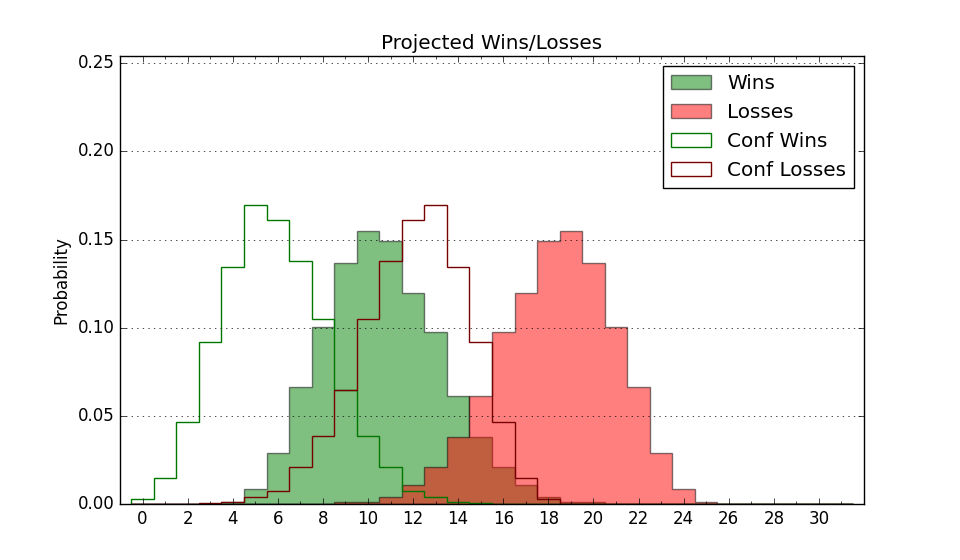 Projected Wins/Losses
0.25
0.20
0.15
0.10
0.05
0.00
Probability
Wins
Losses
Conf Wins
Conf Losses
0 2 4 6 8 10 12 14 16 18 20 22 24 26 28 30